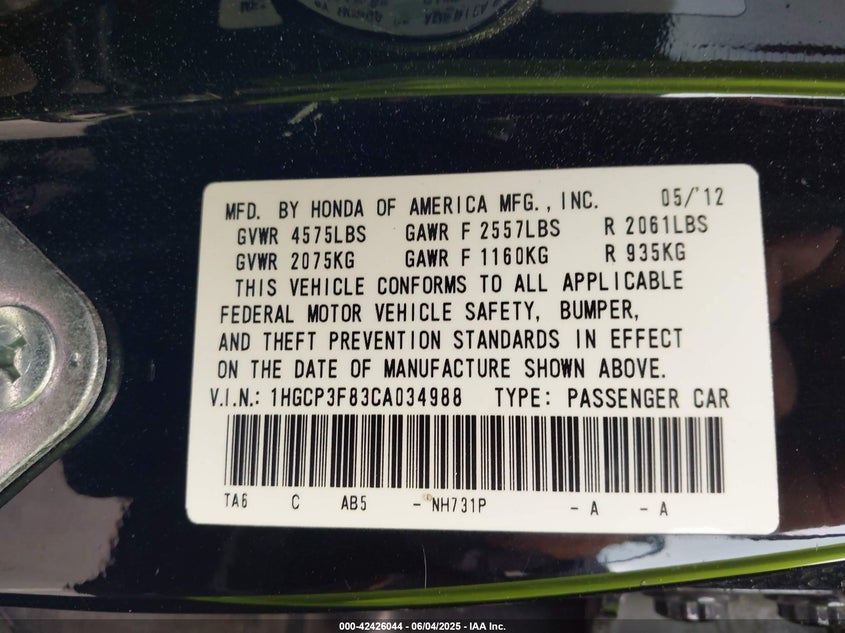 MFD. BY HONDA OF AMERICA MFG., INC. 05/'12
GVWR 4575LBS GAWR F 2557LBS R 2061LBS
GVWR 2075KG GAWR F 1160KG R 935KG
THIS VEHICLE CONFORMS TO ALL APPLICABLE
FEDERAL MOTOR VEHICLE SAFETY, BUMPER,
AND THEFT PREVENTION STANDARDS IN EFFECT
ON THE DATE OF MANUFACTURE SHOWN ABOVE.
V.I.N.: 1HGCP3F83CA034988 TYPE: PASSENGER CAR
TA6 C AB5 - NH731P - A - A
000-42426044 - 06/04/2025 - IAA Inc.